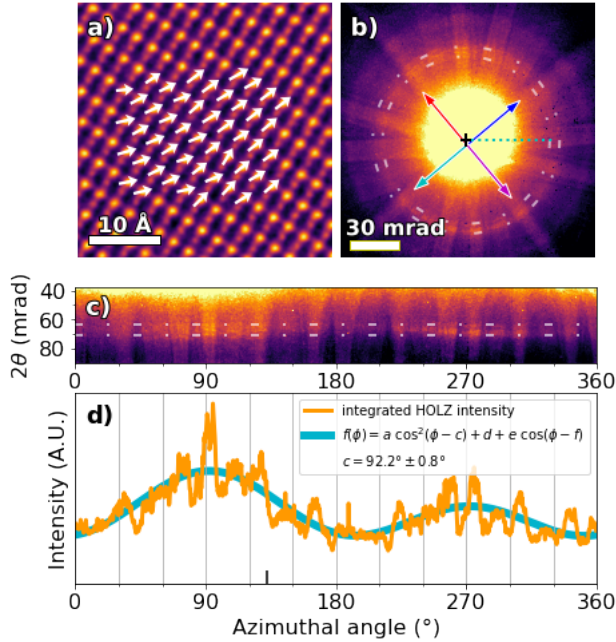 a)
10 Å
b)
30 mrad
c)
2θ (mrad)
40
60
80
0
90
180
270
360
d)
Intensity (A.U.)
integrated HOLZ intensity
f(ϕ) = a cos²(ϕ − c) + d + e cos(ϕ − f)
c = 92.2° ± 0.8°
0
90
180
270
360
Azimuthal angle (°)